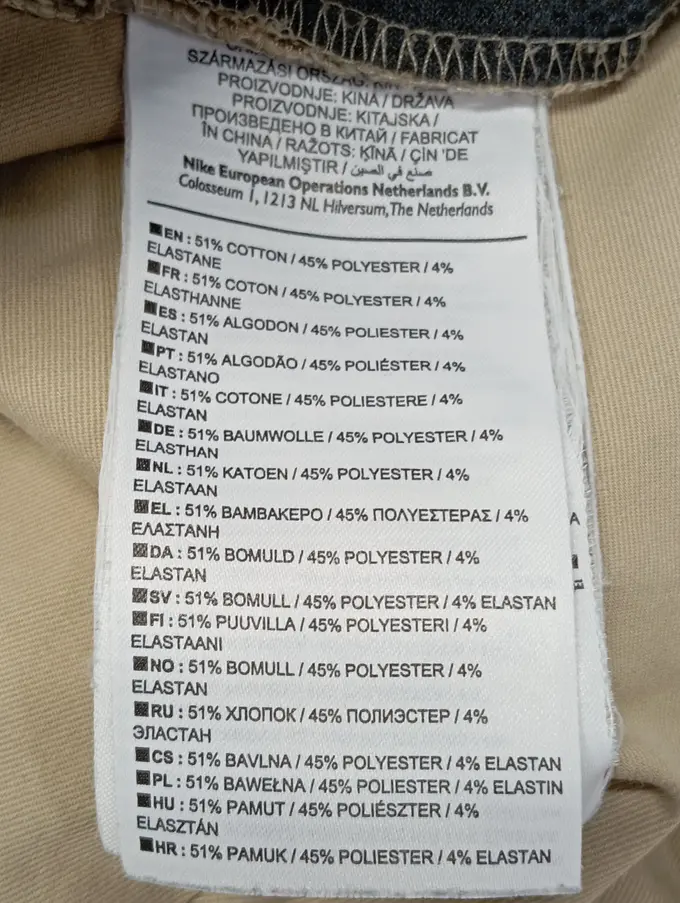 SZÁRMAZÁSI ORSZÁG: KÍNA
PROIZVODNJE: KINA / DRŽAVA
PROIZVODNJE: KITAJSKA /
ПРОИЗВЕДЕНО В КИТАЙ / FABRICAT
ÎN CHINA / RAŽOTS: ĶĪNĀ / ÇİN 'DE
YAPILMIŞTIR / صنع في الصين
Nike European Operations Netherlands B.V.
Colosseum 1, 1213 NL Hilversum, The Netherlands
EN : 51% COTTON / 45% POLYESTER / 4%
ELASTANE
FR : 51% COTON / 45% POLYESTER / 4%
ELASTHANNE
ES : 51% ALGODON / 45% POLIESTER / 4%
ELASTAN
PT : 51% ALGODÃO / 45% POLIÉSTER / 4%
ELASTANO
IT : 51% COTONE / 45% POLIESTERE / 4%
ELASTAN
DE : 51% BAUMWOLLE / 45% POLYESTER / 4%
ELASTHAN
NL : 51% KATOEN / 45% POLYESTER / 4%
ELASTAAN
EL : 51% ΒΑΜΒΑΚΕΡΟ / 45% ΠΟΛΥΕΣΤΕΡΑΣ / 4%
ΕΛΑΣΤΑΝΗ
DA : 51% BOMULD / 45% POLYESTER / 4%
ELASTAN
SV : 51% BOMULL / 45% POLYESTER / 4% ELASTAN
FI : 51% PUUVILLA / 45% POLYESTERI / 4%
ELASTAANI
NO : 51% BOMULL / 45% POLYESTER / 4%
ELASTAN
RU : 51% ХЛОПОК / 45% ПОЛИЭСТЕР / 4%
ЭЛАСТАН
CS : 51% BAVLNA / 45% POLYESTER / 4% ELASTAN
PL : 51% BAWEŁNA / 45% POLIESTER / 4% ELASTIN
HU : 51% PAMUT / 45% POLIÉSZTER / 4%
ELASZTÁN
HR : 51% PAMUK / 45% POLIESTER / 4% ELASTAN